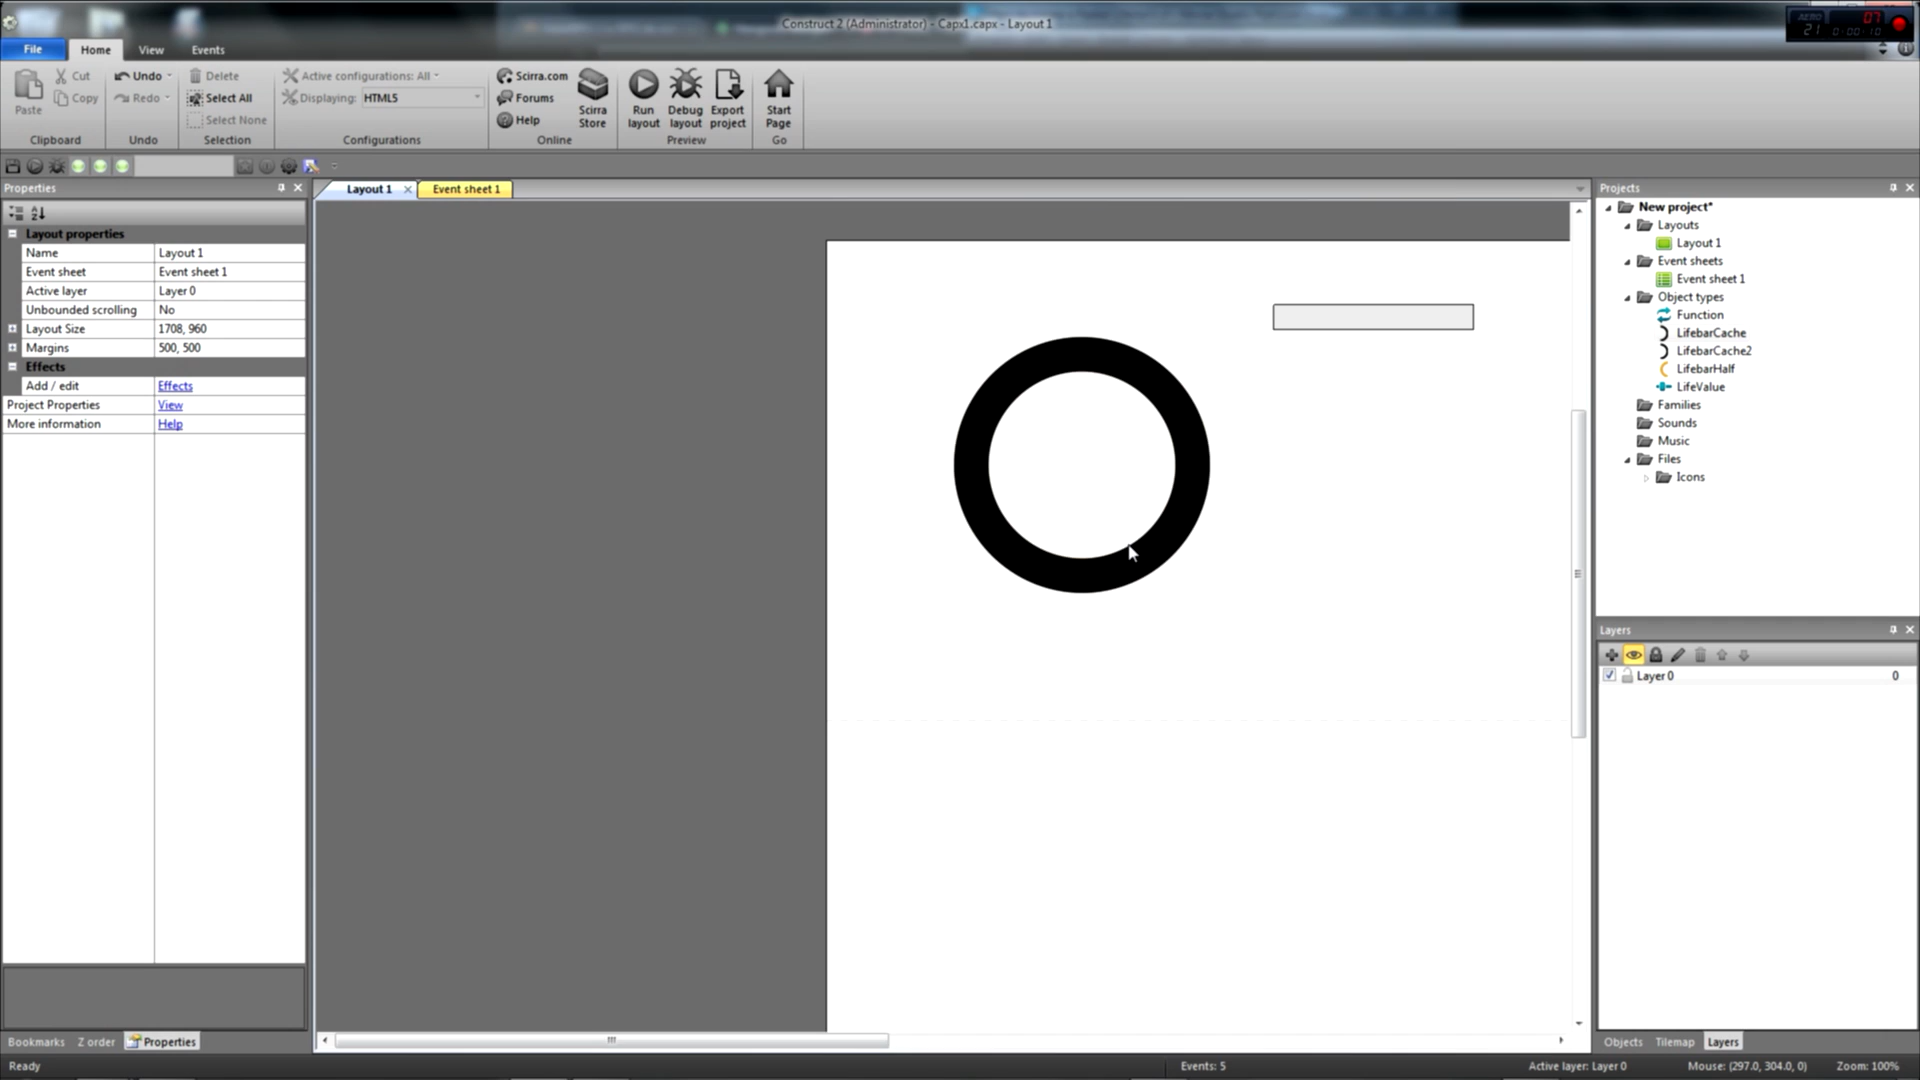 Construct 2 (Administrator) - Capx1.capx - Layout 1
File Home View Events
Paste
Cut
Copy
Clipboard
Undo
Redo
Undo
Delete
Select All
Select None
Selection
Active configurations: All
Displaying: HTML5
Configurations
Scirra.com
Forums
Help
Online
Scirra Store
Run layout
Debug layout
Export project
Preview
Start Page
Go
Properties
Layout properties
Name Layout 1
Event sheet Event sheet 1
Active layer Layer 0
Unbounded scrolling No
Layout Size 1708, 960
Margins 500, 500
Effects
Add / edit Effects
Project Properties View
More information Help
Bookmarks Z order Properties
Layout 1 Event sheet 1
Projects
New project*
Layouts
Layout 1
Event sheets
Event sheet 1
Object types
Function
LifebarCache
LifebarCache2
LifebarHalf
LifeValue
Families
Sounds
Music
Files
Icons
Layers
Layer 0 0
Objects Tilemap Layers
Ready Events: 5 Active layer: Layer 0 Mouse: (297.0, 304.0, 0) Zoom: 100%